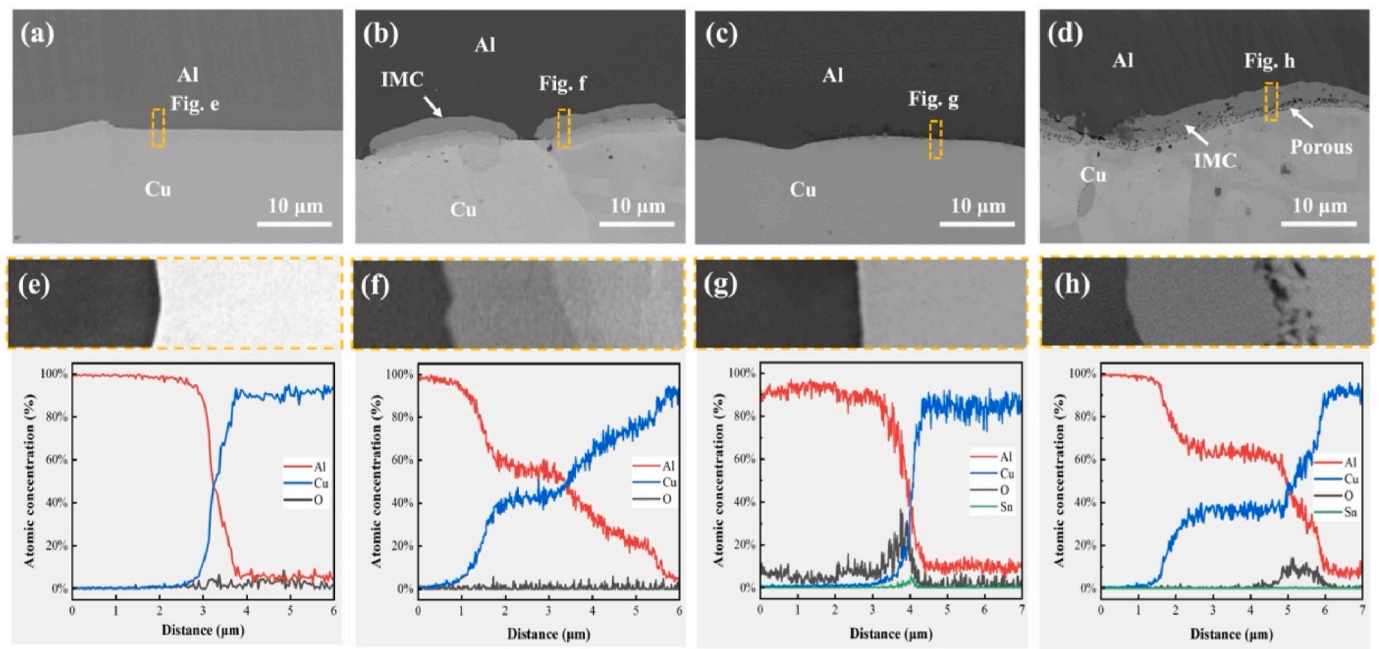 (a)
Al
Fig. e
Cu
10 μm
(b)
Al
IMC
Fig. f
Cu
10 μm
(c)
Al
Fig. g
Cu
10 μm
(d)
Al
Fig. h
IMC
Porous
Cu
10 μm
(e)
(f)
(g)
(h)
Atomic concentration (%)
100%
80%
60%
40%
20%
0%
Al
Cu
O
0 1 2 3 4 5 6
Distance (μm)
Atomic concentration (%)
100%
80%
60%
40%
20%
0%
Al
Cu
O
0 1 2 3 4 5 6
Distance (μm)
Atomic concentration (%)
100%
80%
60%
40%
20%
0%
Al
Cu
O
Sn
0 1 2 3 4 5 6 7
Distance (μm)
Atomic concentration (%)
100%
80%
60%
40%
20%
0%
Al
Cu
O
Sn
0 1 2 3 4 5 6 7
Distance (μm)